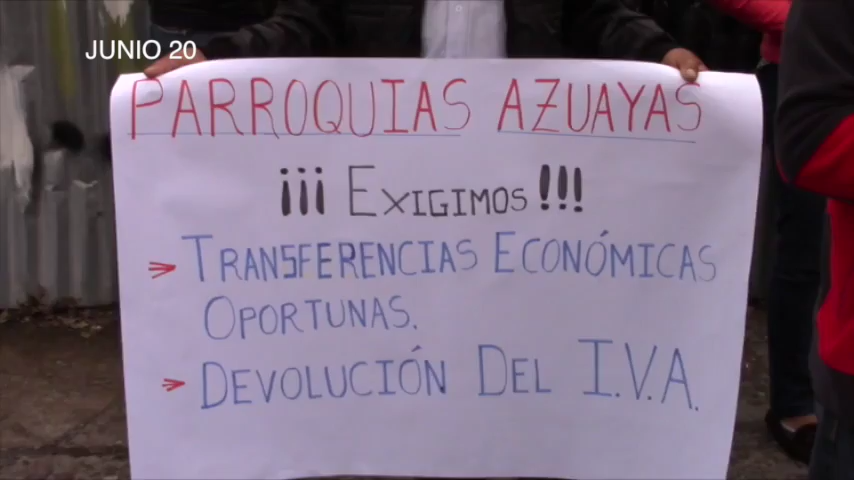 JUNIO 20
PARROQUIAS AZUAYAS
¡¡¡ EXIGIMOS !!!
TRANSFERENCIAS ECONÓMICAS
OPORTUNAS.
DEVOLUCIÓN DEL I.V.A.